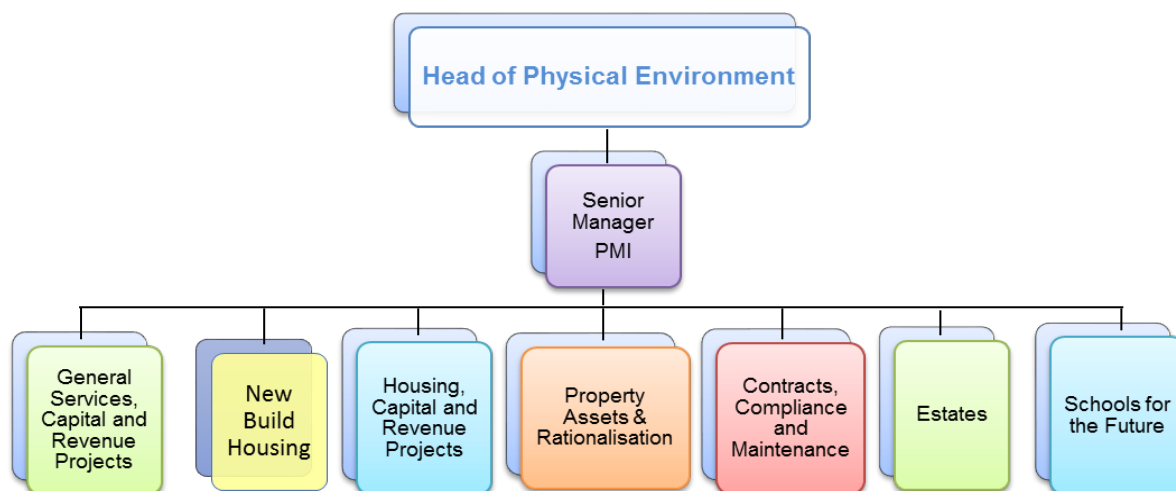 Head of Physical Environment
Senior
Manager
PMI
General
Services,
Capital and
Revenue
Projects
New
Build
Housing
Housing,
Capital and
Revenue
Projects
Property
Assets &
Rationalisation
Contracts,
Compliance
and
Maintenance
Estates
Schools for
the Future